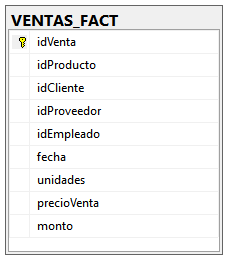 VENTAS_FACT
idVenta
idProducto
idCliente
idProveedor
idEmpleado
fecha
unidades
precioVenta
monto